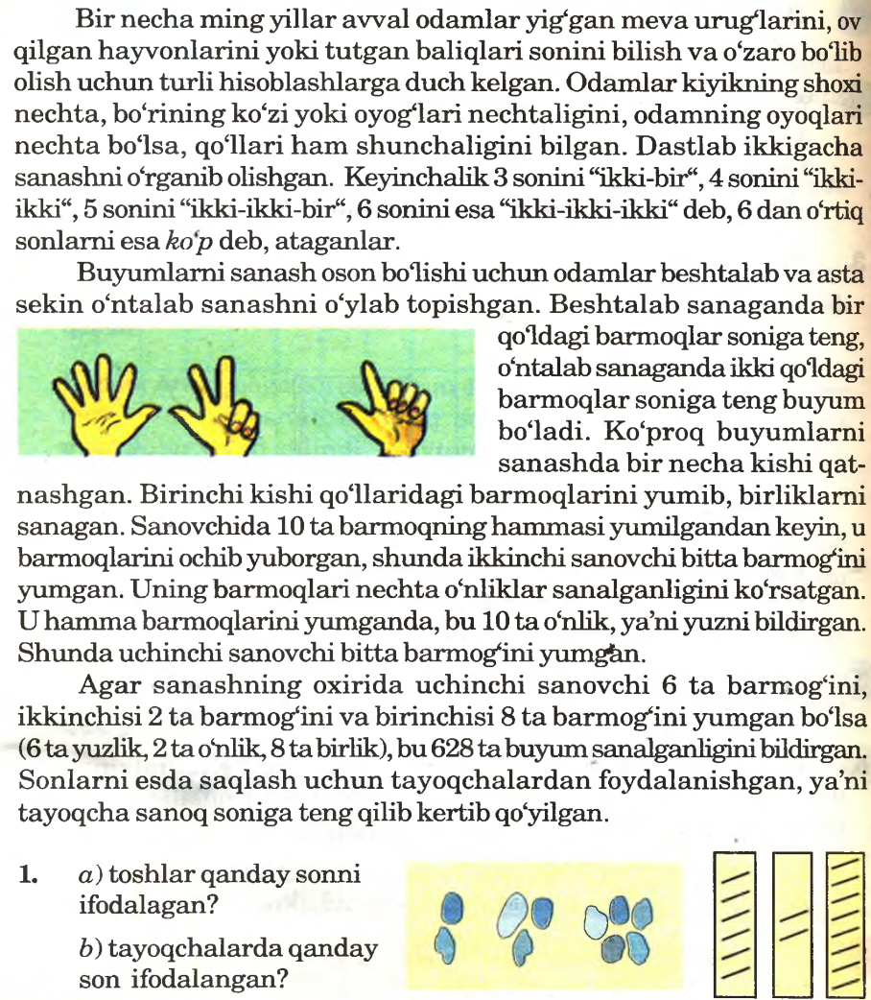 Bir necha ming yillar avval odamlar yig‘gan meva urug‘larini, ov
qilgan hayvonlarini yoki tutgan baliqlari sonini bilish va o‘zaro bo‘lib
olish uchun turli hisoblashlarga duch kelgan. Odamlar kiyikning shoxi
nechta, bo‘rining ko‘zi yoki oyog‘lari nechtaligini, odamning oyoqlari
nechta bo‘lsa, qo‘llari ham shunchaligini bilgan. Dastlab ikkigacha
sanashni o‘rganib olishgan. Keyinchalik 3 sonini “ikki-bir“, 4 sonini “ikki-
ikki“, 5 sonini “ikki-ikki-bir“, 6 sonini esa “ikki-ikki-ikki“ deb, 6 dan o‘rtiq
sonlarni esa ko‘p deb, ataganlar.
Buyumlarni sanash oson bo‘lishi uchun odamlar beshtalab va asta
sekin o‘ntalab sanashni o‘ylab topishgan. Beshtalab sanaganda bir
qo‘ldagi barmoqlar soniga teng,
o‘ntalab sanaganda ikki qo‘ldagi
barmoqlar soniga teng buyum
bo‘ladi. Ko‘proq buyumlarni
sanashda bir necha kishi qat-
nashgan. Birinchi kishi qo‘llaridagi barmoqlarini yumib, birliklarni
sanagan. Sanovchida 10 ta barmoqning hammasi yumilgandan keyin, u
barmoqlarini ochib yuborgan, shunda ikkinchi sanovchi bitta barmog‘ini
yumgan. Uning barmoqlari nechta o‘nliklar sanalganligini ko‘rsatgan.
U hamma barmoqlarini yumganda, bu 10 ta o‘nlik, ya’ni yuzni bildirgan.
Shunda uchinchi sanovchi bitta barmog‘ini yumgan.
Agar sanashning oxirida uchinchi sanovchi 6 ta barmog‘ini,
ikkinchisi 2 ta barmog‘ini va birinchisi 8 ta barmog‘ini yumgan bo‘lsa
(6 ta yuzlik, 2 ta o‘nlik, 8 ta birlik), bu 628 ta buyum sanalganligini bildirgan.
Sonlarni esda saqlash uchun tayoqchalardan foydalanishgan, ya’ni
tayoqcha sanoq soniga teng qilib kertib qo‘yilgan.
1. a) toshlar qanday sonni
ifodalagan?
b) tayoqchalarda qanday
son ifodalangan?